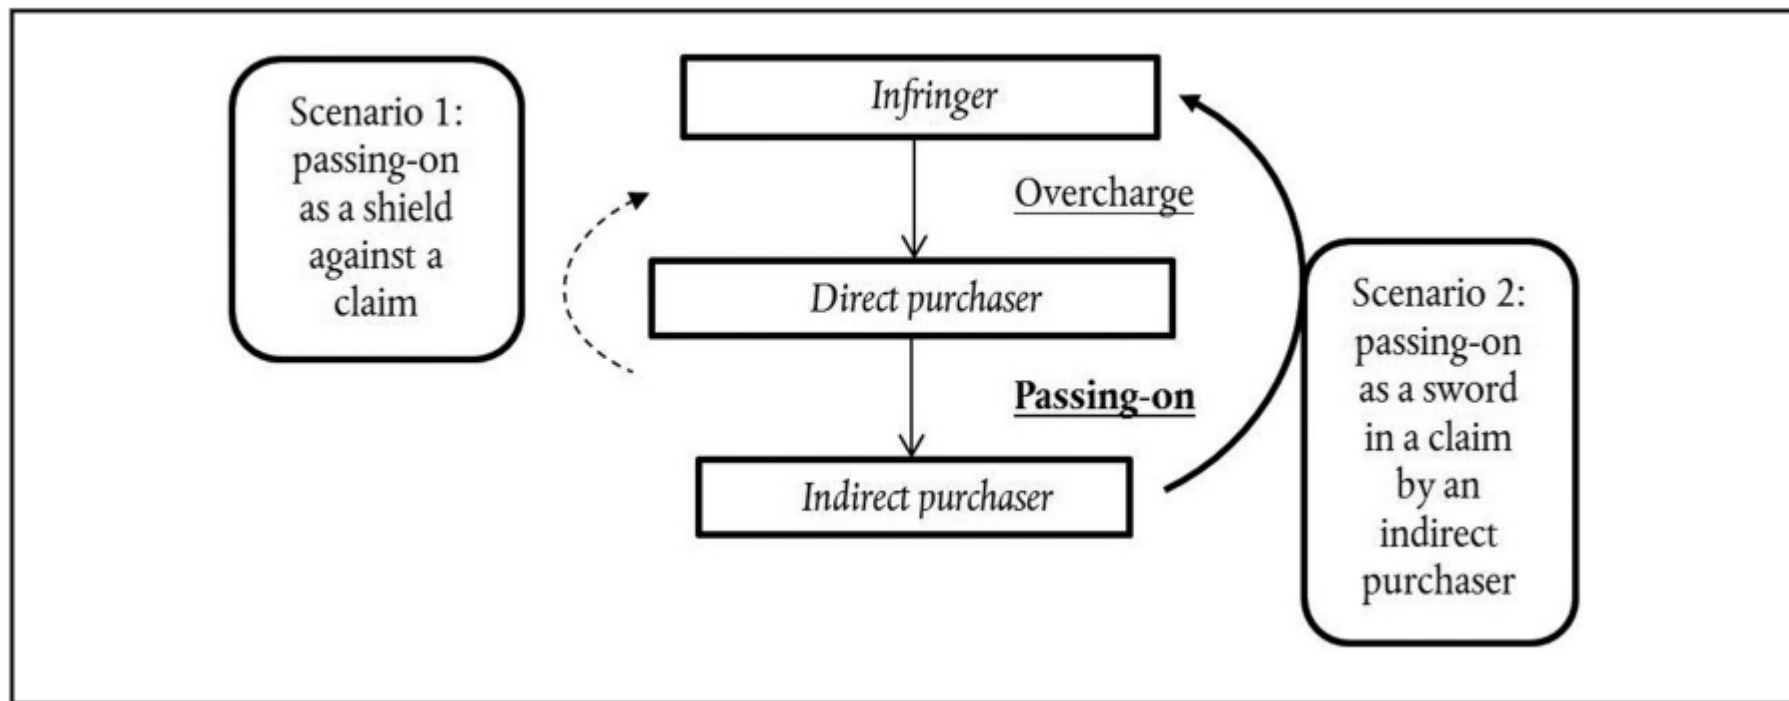 Scenario 1:
passing-on
as a shield
against a
claim
Infringer
Overcharge
Direct purchaser
Passing-on
Indirect purchaser
Scenario 2:
passing-on
as a sword
in a claim
by an
indirect
purchaser